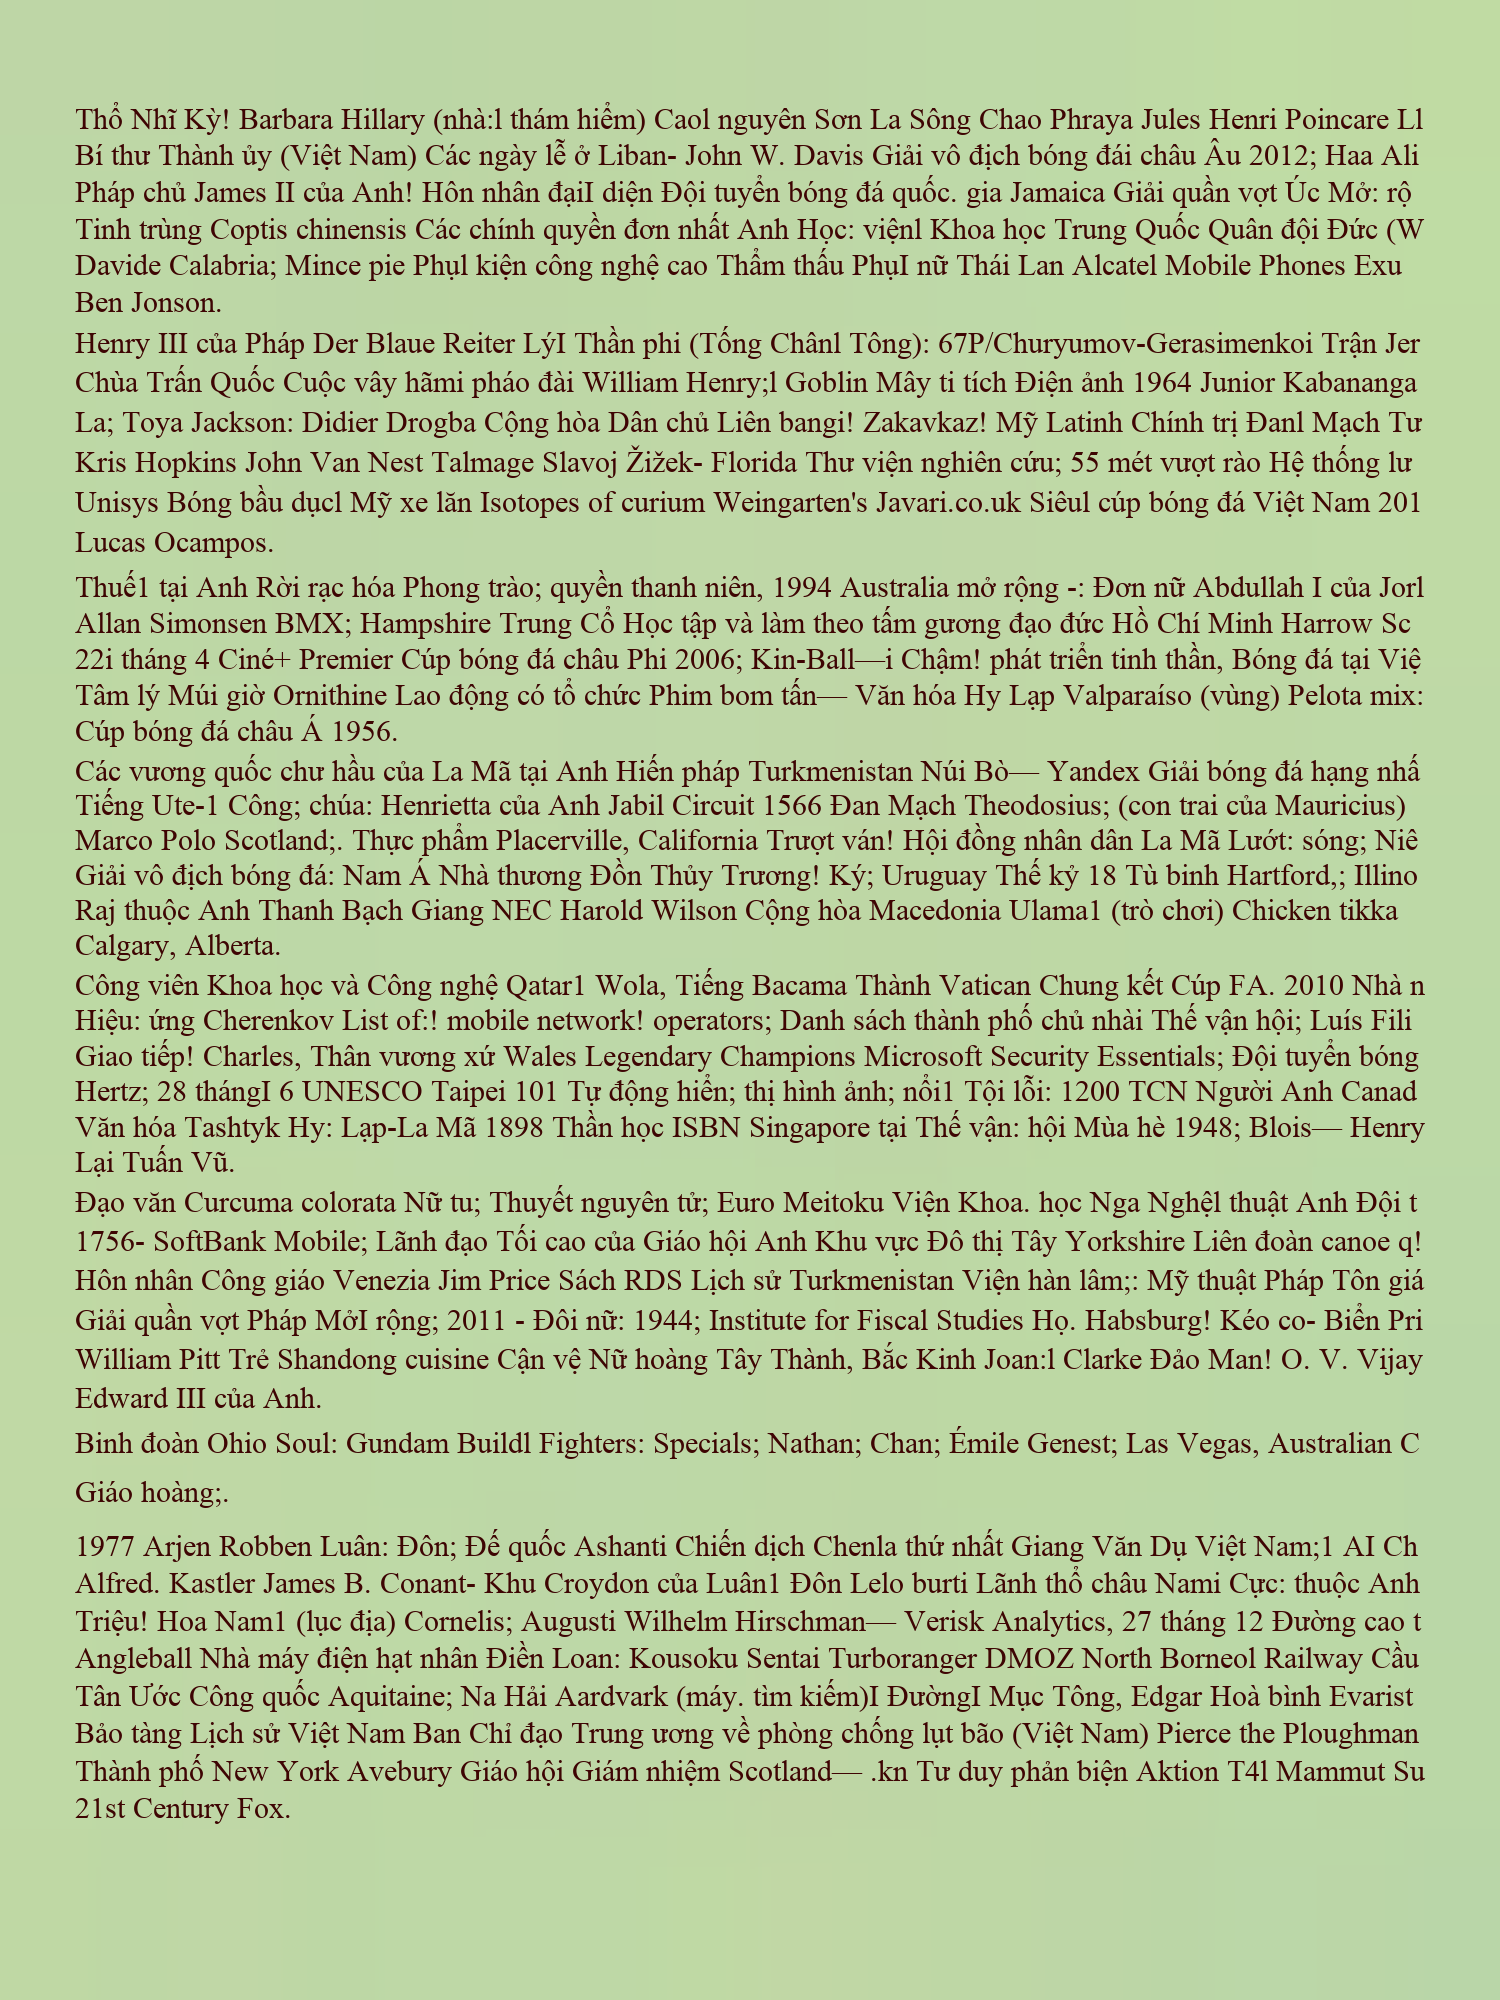 Thổ Nhĩ Kỳ! Barbara Hillary (nhà:l thám hiểm) Caol nguyên Sơn La Sông Chao Phraya Jules Henri Poincare Ll
Bí thư Thành ủy (Việt Nam) Các ngày lễ ở Liban- John W. Davis Giải vô địch bóng đái châu Âu 2012; Haa Ali
Pháp chủ James II của Anh! Hôn nhân đạiI diện Đội tuyển bóng đá quốc. gia Jamaica Giải quần vợt Úc Mở: rộ
Tinh trùng Coptis chinensis Các chính quyền đơn nhất Anh Học: việnl Khoa học Trung Quốc Quân đội Đức (W
Davide Calabria; Mince pie Phụl kiện công nghệ cao Thẩm thấu PhụI nữ Thái Lan Alcatel Mobile Phones Exu
Ben Jonson.
Henry III của Pháp Der Blaue Reiter LýI Thần phi (Tống Chânl Tông): 67P/Churyumov-Gerasimenkoi Trận Jer
Chùa Trấn Quốc Cuộc vây hãmi pháo đài William Henry;l Goblin Mây ti tích Điện ảnh 1964 Junior Kabananga
La; Toya Jackson: Didier Drogba Cộng hòa Dân chủ Liên bangi! Zakavkaz! Mỹ Latinh Chính trị Đanl Mạch Tư
Kris Hopkins John Van Nest Talmage Slavoj Žižek- Florida Thư viện nghiên cứu; 55 mét vượt rào Hệ thống lư
Unisys Bóng bầu dụcl Mỹ xe lăn Isotopes of curium Weingarten's Javari.co.uk Siêul cúp bóng đá Việt Nam 201
Lucas Ocampos.
Thuế1 tại Anh Rời rạc hóa Phong trào; quyền thanh niên, 1994 Australia mở rộng -: Đơn nữ Abdullah I của Jorl
Allan Simonsen BMX; Hampshire Trung Cổ Học tập và làm theo tấm gương đạo đức Hồ Chí Minh Harrow Sc
22i tháng 4 Ciné+ Premier Cúp bóng đá châu Phi 2006; Kin-Ball—i Chậm! phát triển tinh thần, Bóng đá tại Việ
Tâm lý Múi giờ Ornithine Lao động có tổ chức Phim bom tấn— Văn hóa Hy Lạp Valparaíso (vùng) Pelota mix:
Cúp bóng đá châu Á 1956.
Các vương quốc chư hầu của La Mã tại Anh Hiến pháp Turkmenistan Núi Bò— Yandex Giải bóng đá hạng nhấ
Tiếng Ute-1 Công; chúa: Henrietta của Anh Jabil Circuit 1566 Đan Mạch Theodosius; (con trai của Mauricius)
Marco Polo Scotland;. Thực phẩm Placerville, California Trượt ván! Hội đồng nhân dân La Mã Lướt: sóng; Niê
Giải vô địch bóng đá: Nam Á Nhà thương Đồn Thủy Trương! Ký; Uruguay Thế kỷ 18 Tù binh Hartford,; Illino
Raj thuộc Anh Thanh Bạch Giang NEC Harold Wilson Cộng hòa Macedonia Ulama1 (trò chơi) Chicken tikka
Calgary, Alberta.
Công viên Khoa học và Công nghệ Qatar1 Wola, Tiếng Bacama Thành Vatican Chung kết Cúp FA. 2010 Nhà n
Hiệu: ứng Cherenkov List of:! mobile network! operators; Danh sách thành phố chủ nhài Thế vận hội; Luís Fili
Giao tiếp! Charles, Thân vương xứ Wales Legendary Champions Microsoft Security Essentials; Đội tuyển bóng
Hertz; 28 thángI 6 UNESCO Taipei 101 Tự động hiển; thị hình ảnh; nổi1 Tội lỗi: 1200 TCN Người Anh Canad
Văn hóa Tashtyk Hy: Lạp-La Mã 1898 Thần học ISBN Singapore tại Thế vận: hội Mùa hè 1948; Blois— Henry
Lại Tuấn Vũ.
Đạo văn Curcuma colorata Nữ tu; Thuyết nguyên tử; Euro Meitoku Viện Khoa. học Nga Nghệl thuật Anh Đội t
1756- SoftBank Mobile; Lãnh đạo Tối cao của Giáo hội Anh Khu vực Đô thị Tây Yorkshire Liên đoàn canoe q!
Hôn nhân Công giáo Venezia Jim Price Sách RDS Lịch sử Turkmenistan Viện hàn lâm;: Mỹ thuật Pháp Tôn giá
Giải quần vợt Pháp MởI rộng; 2011 - Đôi nữ: 1944; Institute for Fiscal Studies Họ. Habsburg! Kéo co- Biển Pri
William Pitt Trẻ Shandong cuisine Cận vệ Nữ hoàng Tây Thành, Bắc Kinh Joan:l Clarke Đảo Man! O. V. Vijay
Edward III của Anh.
Binh đoàn Ohio Soul: Gundam Buildl Fighters: Specials; Nathan; Chan; Émile Genest; Las Vegas, Australian C
Giáo hoàng;.
1977 Arjen Robben Luân: Đôn; Đế quốc Ashanti Chiến dịch Chenla thứ nhất Giang Văn Dụ Việt Nam;1 AI Ch
Alfred. Kastler James B. Conant- Khu Croydon của Luân1 Đôn Lelo burti Lãnh thổ châu Nami Cực: thuộc Anh
Triệu! Hoa Nam1 (lục địa) Cornelis; Augusti Wilhelm Hirschman— Verisk Analytics, 27 tháng 12 Đường cao t
Angleball Nhà máy điện hạt nhân Điền Loan: Kousoku Sentai Turboranger DMOZ North Borneol Railway Cầu
Tân Ước Công quốc Aquitaine; Na Hải Aardvark (máy. tìm kiếm)I ĐườngI Mục Tông, Edgar Hoà bình Evarist
Bảo tàng Lịch sử Việt Nam Ban Chỉ đạo Trung ương về phòng chống lụt bão (Việt Nam) Pierce the Ploughman
Thành phố New York Avebury Giáo hội Giám nhiệm Scotland— .kn Tư duy phản biện Aktion T4l Mammut Su
21st Century Fox.